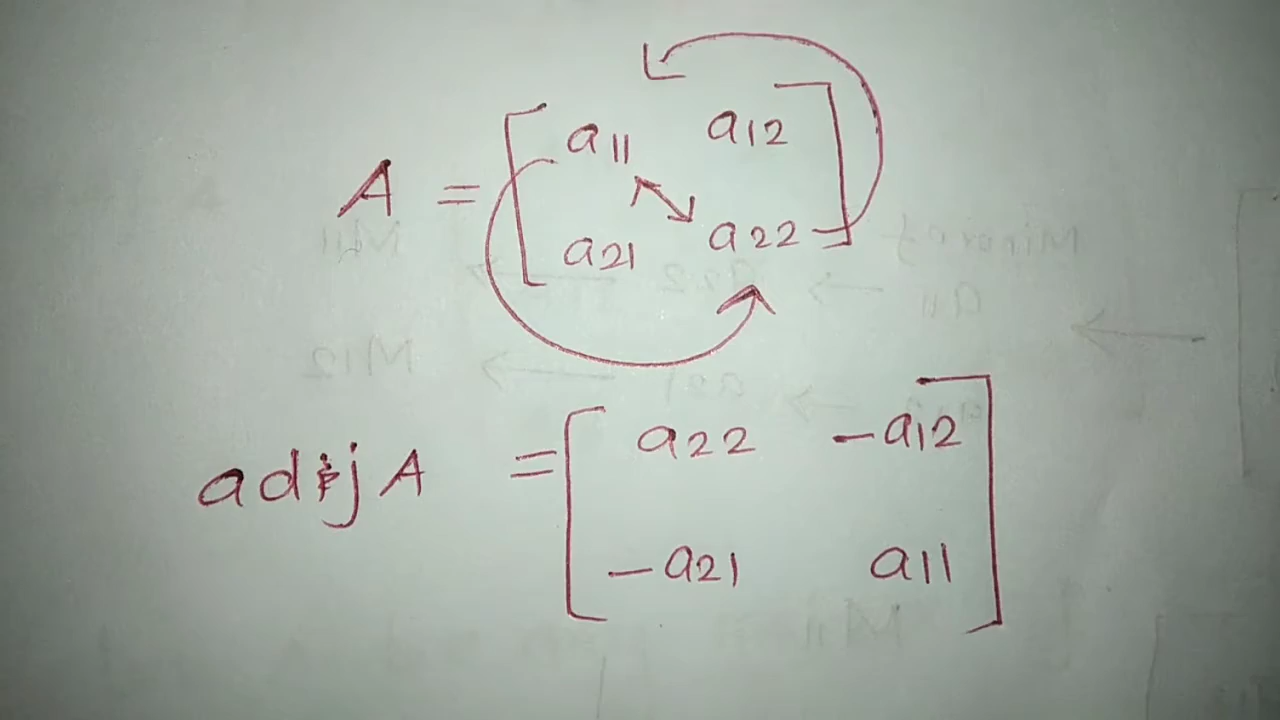 A = [ a11 a12
a21 a22 ]
adj A = [ a22 -a12
-a21 a11 ]